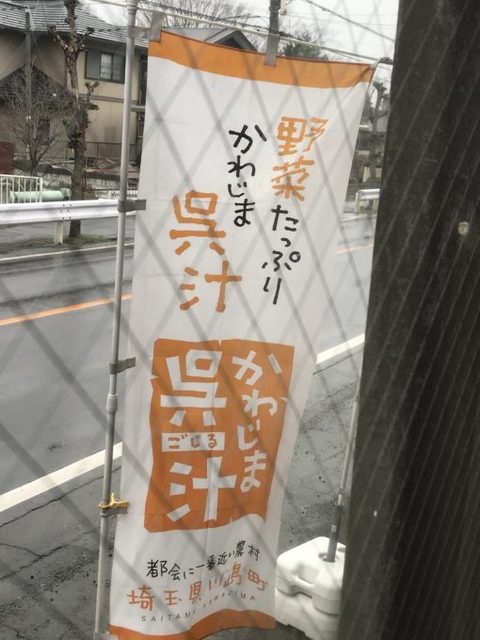 野菜たっぷり
かわじま
呉汁
かわじま
呉汁
ごじる
都会に一番近い農村
埼玉県川島町
SAITAMA KAWAJIMA